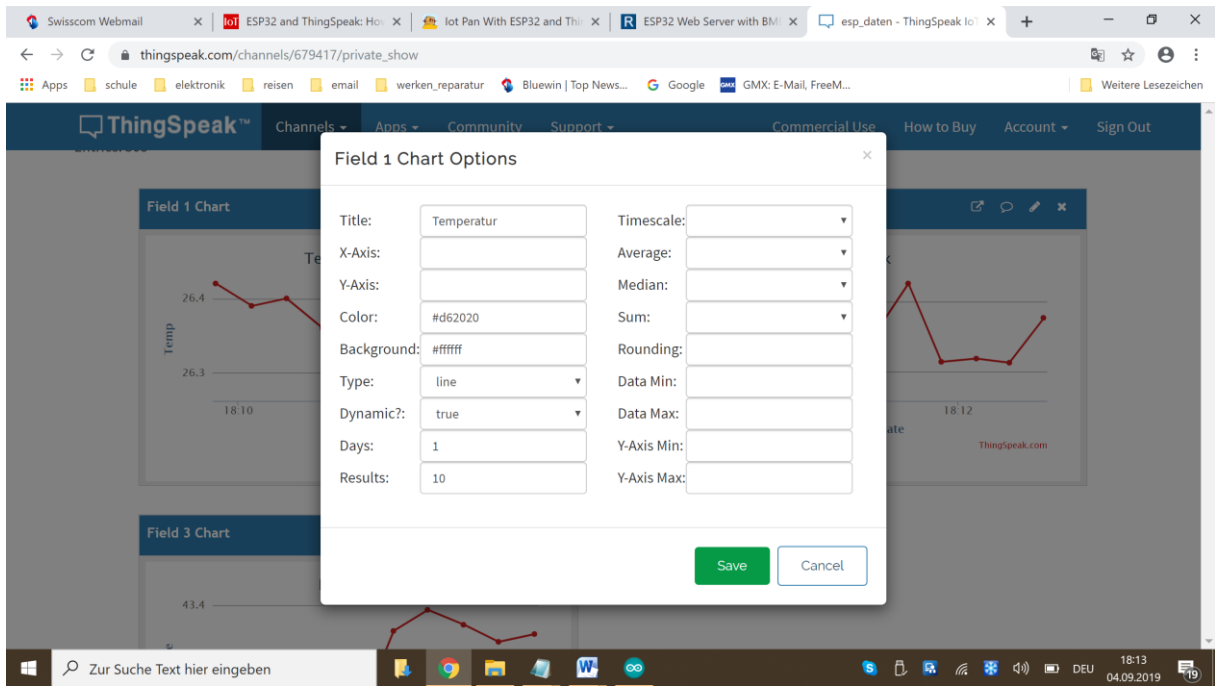 Swisscom Webmail
IoT ESP32 and ThingSpeak: Ho
Iot Pan With ESP32 and Thi
R ESP32 Web Server with BM
esp_daten - ThingSpeak IoT
thingspeak.com/channels/679417/private_show
Apps schule elektronik reisen email werken_reparatur Bluewin | Top News... Google GMX GMX: E-Mail, FreeM... Weitere Lesezeichen
ThingSpeak™ Channels Apps Community Support Commercial Use How to Buy Account Sign Out
Field 1 Chart Options
Field 1 Chart
Title: Temperatur Timescale:
X-Axis: Average:
Y-Axis: Median:
Color: #d62020 Sum:
Background: #ffffff Rounding:
Type: line Data Min:
Dynamic?: true Data Max:
Days: 1 Y-Axis Min:
Results: 10 Y-Axis Max:
Save Cancel
Te
26.4
Temp
26.3
18:10
18:12
ate
ThingSpeak.com
Field 3 Chart
43.4
Zur Suche Text hier eingeben
W
S
DEU
18:13
04.09.2019
19